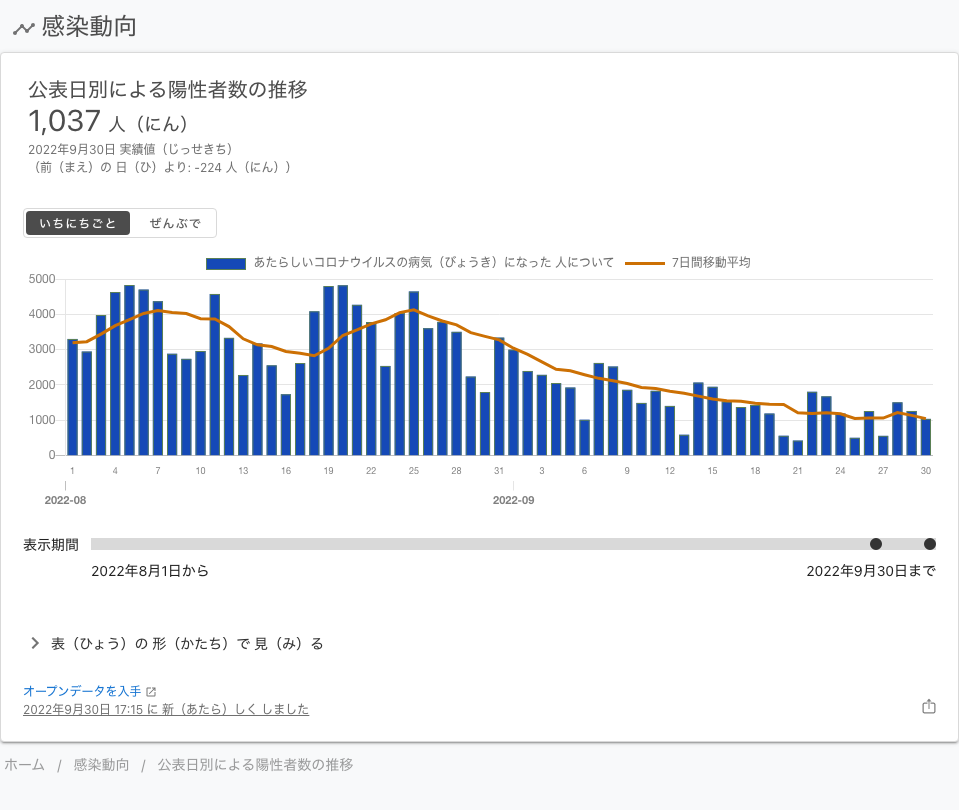 感染動向
公表日別による陽性者数の推移
1,037 人（にん）
2022年9月30日 実績値（じっせきち）
（前（まえ）の 日（ひ）より: -224 人（にん））
いちにちごと ぜんぶで
あたらしいコロナウイルスの病気（びょうき）になった 人について 7日間移動平均
5000
4000
3000
2000
1000
0
1 4 7 10 13 16 19 22 25 28 31 3 6 9 12 15 18 21 24 27 30
2022-08 2022-09
表示期間
2022年8月1日から 2022年9月30日まで
表（ひょう）の 形（かたち）で 見（み）る
オープンデータを入手
2022年9月30日 17:15 に 新（あたら）しく しました
ホーム / 感染動向 / 公表日別による陽性者数の推移